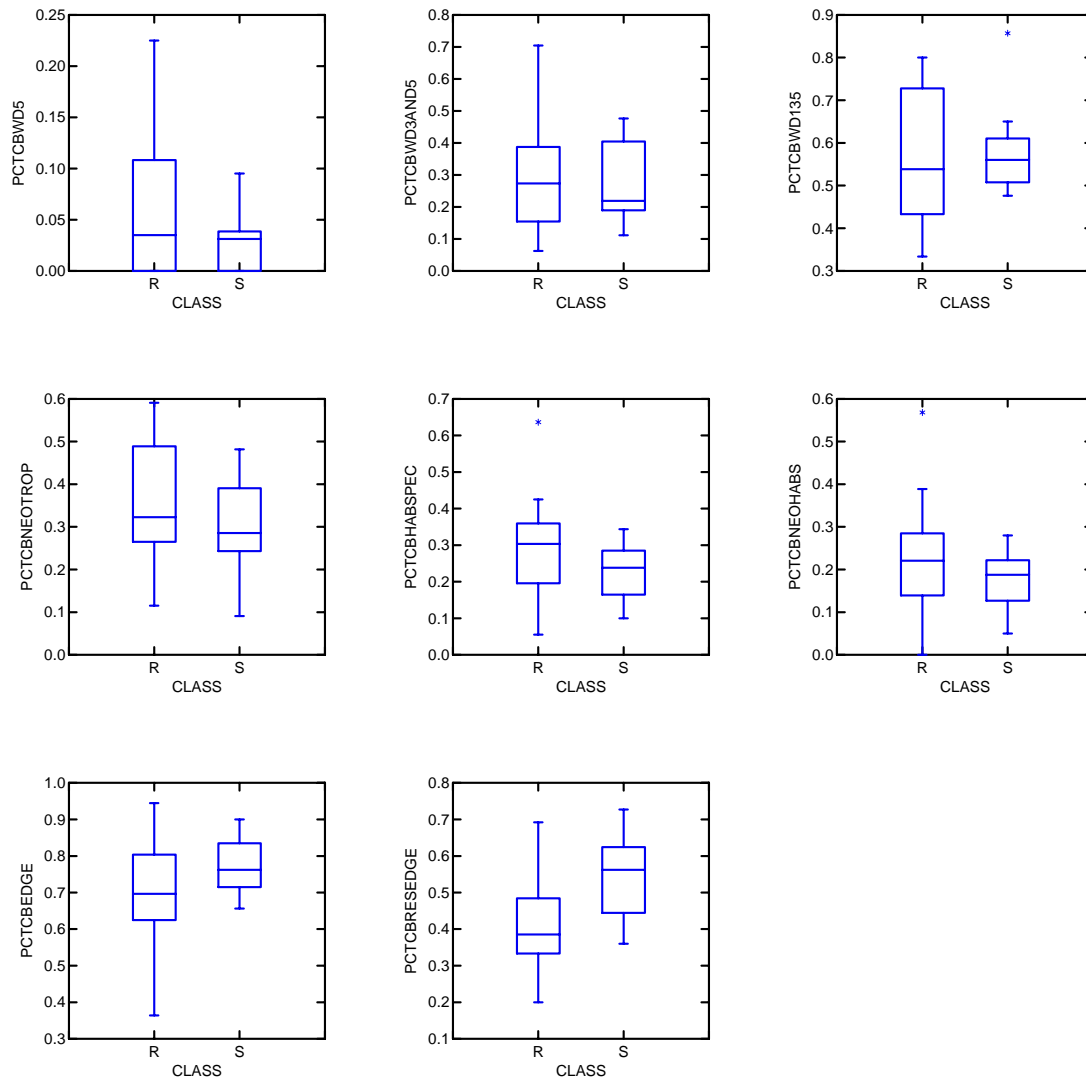 PCTCBWD5
0.25
0.20
0.15
0.10
0.05
0.00
R S
CLASS
PCTCBWD3AND5
0.8
0.7
0.6
0.5
0.4
0.3
0.2
0.1
0.0
R S
CLASS
PCTCBWD135
0.9
0.8
0.7
0.6
0.5
0.4
0.3
R S
CLASS
PCTCBNEOTROP
0.6
0.5
0.4
0.3
0.2
0.1
0.0
R S
CLASS
PCTCBHABSPEC
0.7
0.6
0.5
0.4
0.3
0.2
0.1
0.0
R S
CLASS
PCTCBNEOHABS
0.6
0.5
0.4
0.3
0.2
0.1
0.0
R S
CLASS
PCTCBEDGE
1.0
0.9
0.8
0.7
0.6
0.5
0.4
0.3
R S
CLASS
PCTCBRESEDGE
0.8
0.7
0.6
0.5
0.4
0.3
0.2
0.1
R S
CLASS